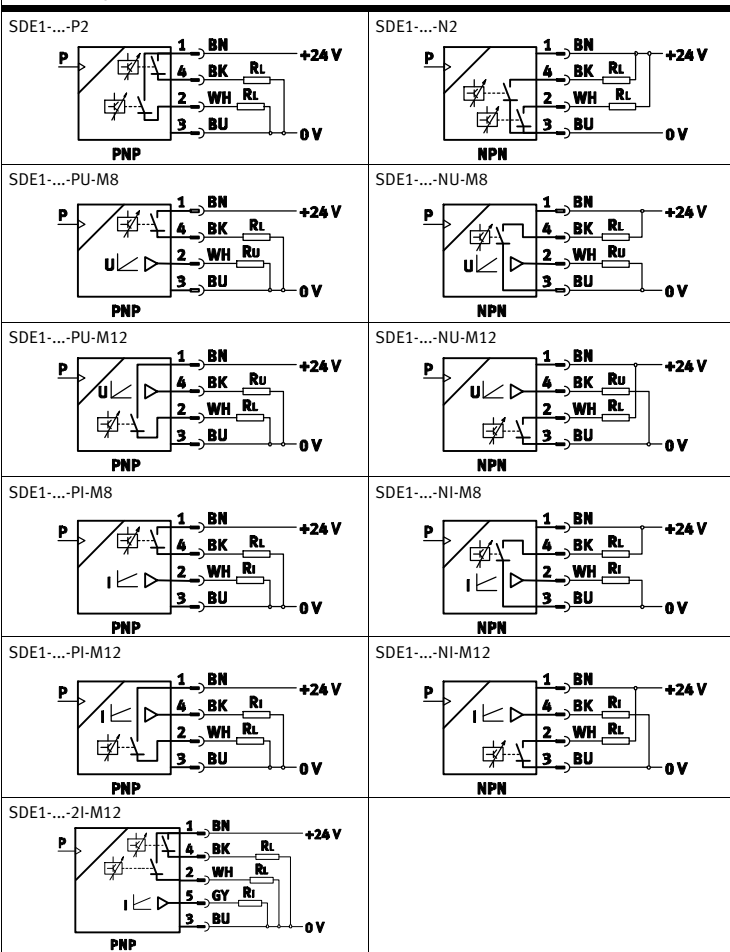 SDE1-...-P2
P
1 BN +24 V
4 BK RL
2 WH RL
3 BU 0 V
PNP
SDE1-...-N2
P
1 BN +24 V
4 BK RL
2 WH RL
3 BU 0 V
NPN
SDE1-...-PU-M8
P
1 BN +24 V
4 BK RL
U 2 WH RU
3 BU 0 V
PNP
SDE1-...-NU-M8
P
1 BN +24 V
4 BK RL
U 2 WH RU
3 BU 0 V
NPN
SDE1-...-PU-M12
P
1 BN +24 V
U 4 BK RU
2 WH RL
3 BU 0 V
PNP
SDE1-...-NU-M12
P
1 BN +24 V
U 4 BK RU
2 WH RL
3 BU 0 V
NPN
SDE1-...-PI-M8
P
1 BN +24 V
4 BK RL
I 2 WH RI
3 BU 0 V
PNP
SDE1-...-NI-M8
P
1 BN +24 V
4 BK RL
I 2 WH RI
3 BU 0 V
NPN
SDE1-...-PI-M12
P
1 BN +24 V
I 4 BK RI
2 WH RL
3 BU 0 V
PNP
SDE1-...-NI-M12
P
1 BN +24 V
I 4 BK RI
2 WH RL
3 BU 0 V
NPN
SDE1-...-2I-M12
P
1 BN +24 V
4 BK RL
2 WH RL
I 5 GY RI
3 BU 0 V
PNP